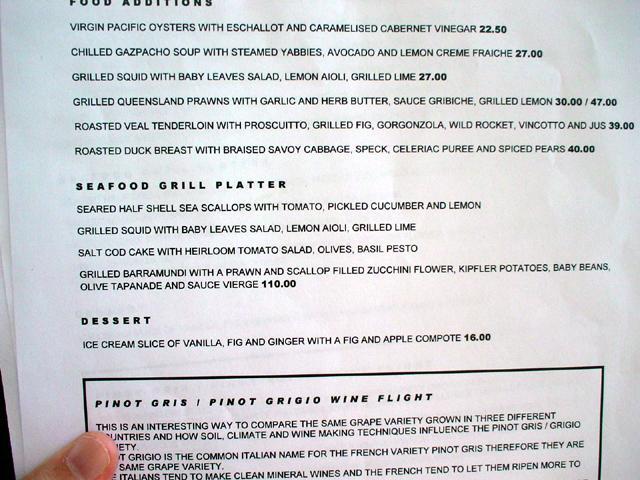 FOOD ADDITIONS
VIRGIN PACIFIC OYSTERS WITH ESCHALLOT AND CARAMELISED CABERNET VINEGAR 22.50
CHILLED GAZPACHO SOUP WITH STEAMED YABBIES, AVOCADO AND LEMON CREME FRAICHE 27.00
GRILLED SQUID WITH BABY LEAVES SALAD, LEMON AIOLI, GRILLED LIME 27.00
GRILLED QUEENSLAND PRAWNS WITH GARLIC AND HERB BUTTER, SAUCE GRIBICHE, GRILLED LEMON 30.00 / 47.00
ROASTED VEAL TENDERLOIN WITH PROSCUITTO, GRILLED FIG, GORGONZOLA, WILD ROCKET, VINCOTTO AND JUS 39.00
ROASTED DUCK BREAST WITH BRAISED SAVOY CABBAGE, SPECK, CELERIAC PUREE AND SPICED PEARS 40.00
SEAFOOD GRILL PLATTER
SEARED HALF SHELL SEA SCALLOPS WITH TOMATO, PICKLED CUCUMBER AND LEMON
GRILLED SQUID WITH BABY LEAVES SALAD, LEMON AIOLI, GRILLED LIME
SALT COD CAKE WITH HEIRLOOM TOMATO SALAD, OLIVES, BASIL PESTO
GRILLED BARRAMUNDI WITH A PRAWN AND SCALLOP FILLED ZUCCHINI FLOWER, KIPFLER POTATOES, BABY BEANS,
OLIVE TAPANADE AND SAUCE VIERGE 110.00
DESSERT
ICE CREAM SLICE OF VANILLA, FIG AND GINGER WITH A FIG AND APPLE COMPOTE 16.00
PINOT GRIS / PINOT GRIGIO WINE FLIGHT
THIS IS AN INTERESTING WAY TO COMPARE THE SAME GRAPE VARIETY GROWN IN THREE DIFFERENT
AND HOW SOIL, CLIMATE AND WINE MAKING TECHNIQUES INFLUENCE THE PINOT GRIS / GRIGIO
GRIGIO IS THE COMMON ITALIAN NAME FOR THE FRENCH VARIETY PINOT GRIS THEREFORE THEY ARE
SAME GRAPE VARIETY.
ITALIANS TEND TO MAKE CLEAN MINERAL WINES AND THE FRENCH TEND TO LET THEM RIPEN MORE TO